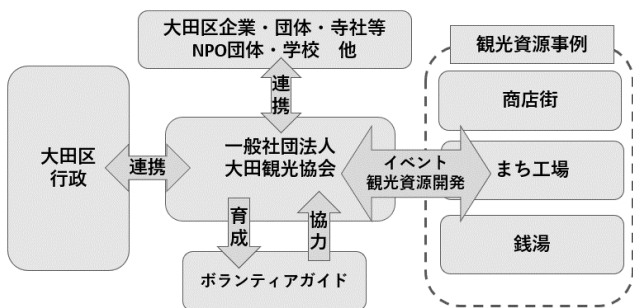 大田区企業・団体・寺社等
NPO団体・学校　他
観光資源事例
商店街
連携
大田区
行政
連携
一般社団法人
大田観光協会
イベント
観光資源開発
まち工場
育成
協力
銭湯
ボランティアガイド